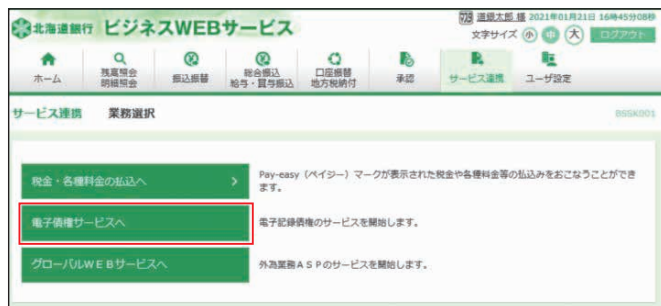 北海道銀行 ビジネスWEBサービス
道銀太郎 様 2021年01月21日 16時45分08秒
文字サイズ 小 中 大 ログアウト
ホーム
残高照会
明細照会
振込振替
総合振込
給与・賞与振込
口座振替
地方税納付
承認
サービス連携
ユーザ設定
サービス連携 業務選択 BSSK001
税金・各種料金の払込へ
Pay-easy（ペイジー）マークが表示された税金や各種料金等の払込みをおこなうことができ
ます。
電子債権サービスへ 電子記録債権のサービスを開始します。
グローバルWEBサービスへ 外為業務ASPのサービスを開始します。